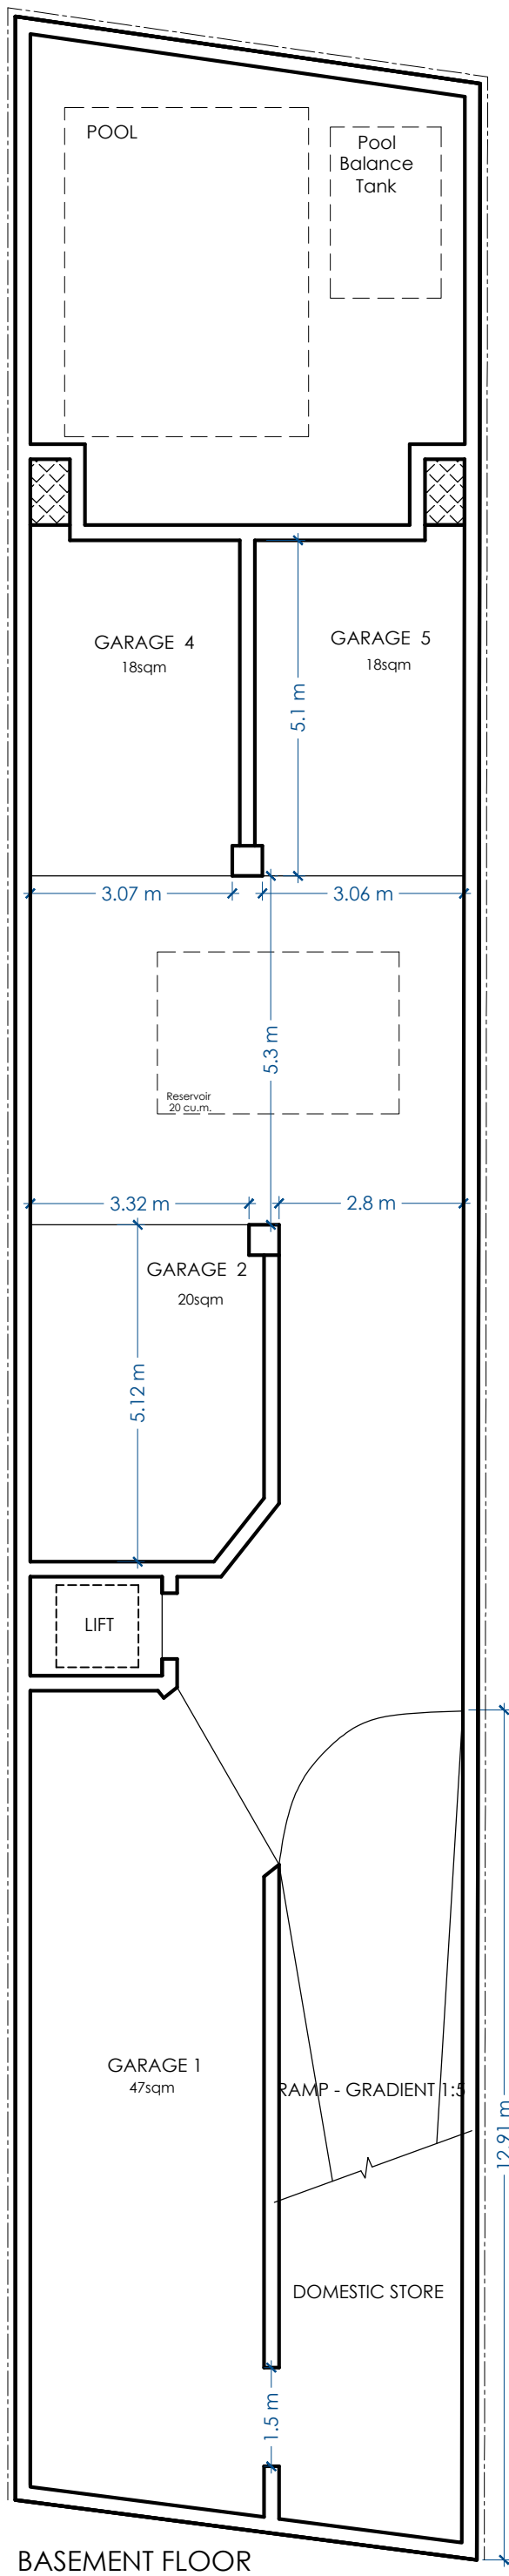 POOL
Pool
Balance
Tank
GARAGE 4
18sqm
GARAGE 5
18sqm
5.1 m
3.07 m
3.06 m
5.3 m
Reservoir
20 cu.m.
3.32 m
2.8 m
GARAGE 2
20sqm
5.12 m
LIFT
GARAGE 1
47sqm
RAMP - GRADIENT 1:5
12.91 m
DOMESTIC STORE
1.5 m
BASEMENT FLOOR